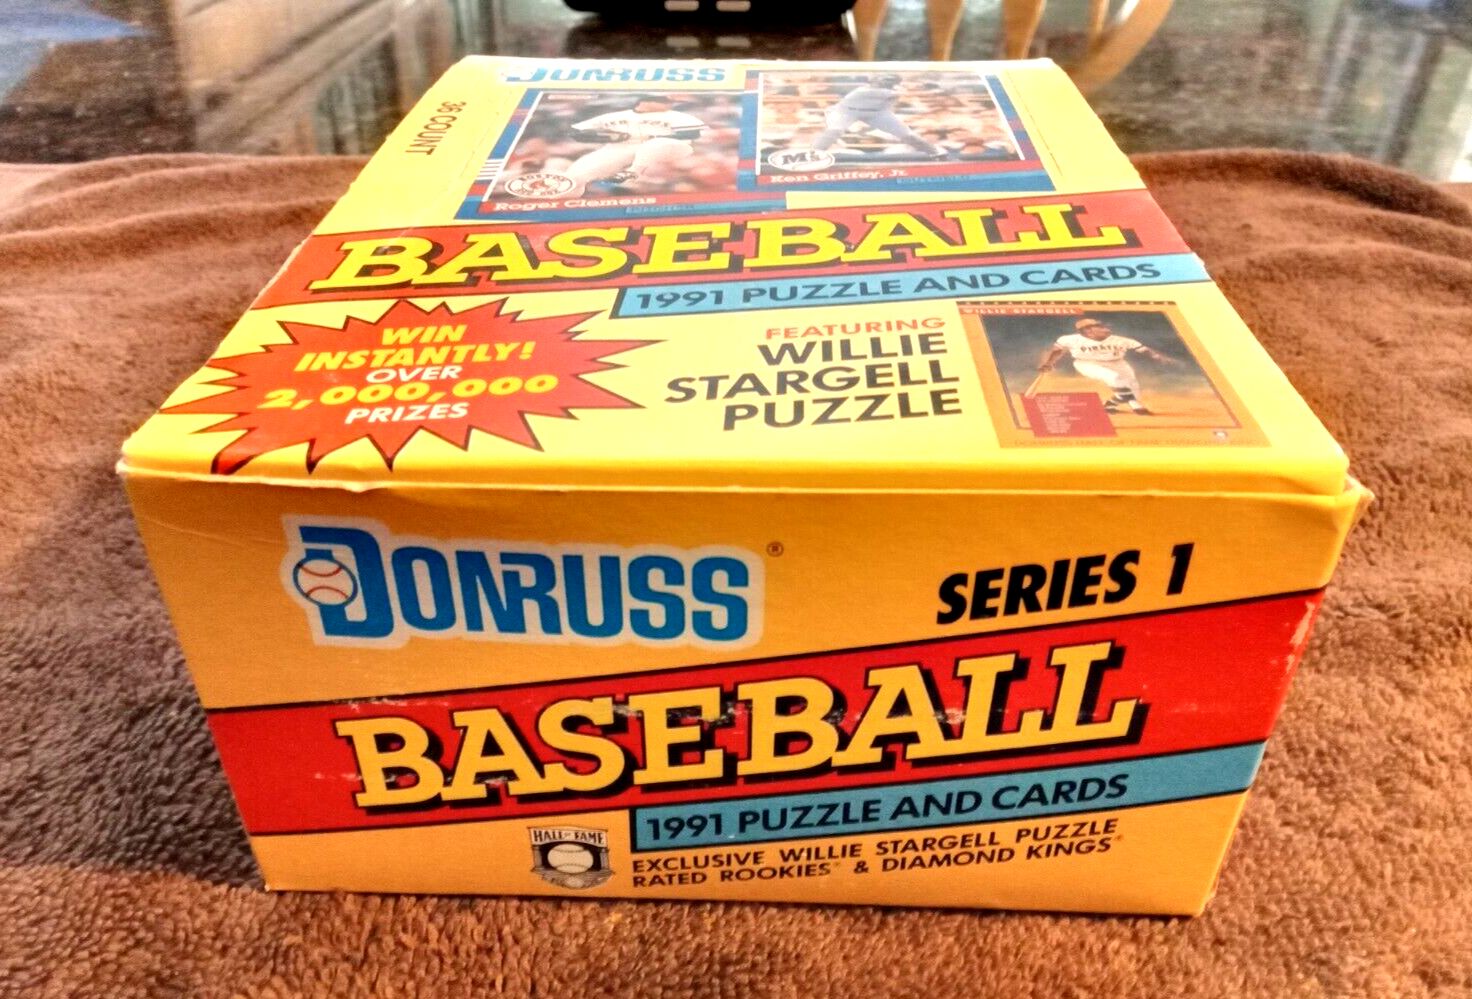 DONRUSS
36 COUNT
Roger Clemens
Ken Griffey, Jr.
BASEBALL
1991 PUZZLE AND CARDS
WIN
INSTANTLY!
OVER
2,000,000
PRIZES
FEATURING
WILLIE
STARGELL
PUZZLE
WILLIE STARGELL
PIRATES
DONRUSS®
SERIES 1
BASEBALL
1991 PUZZLE AND CARDS
HALL OF FAME
EXCLUSIVE WILLIE STARGELL PUZZLE
RATED ROOKIES® & DIAMOND KINGS®